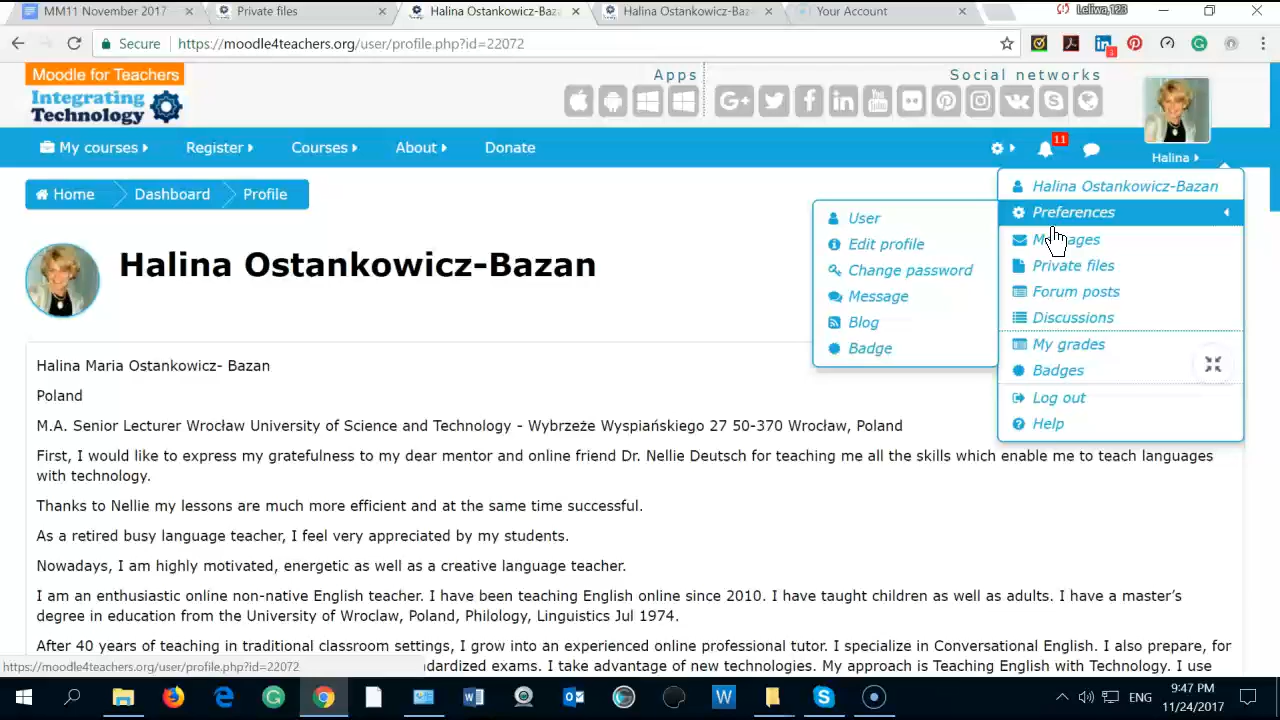 MM11 November 2017
Private files
Halina Ostankowicz-Baza
Halina Ostankowicz-Bazan
Your Account
Leliwa,123
Secure
https://moodle4teachers.org/user/profile.php?id=22072
3
Moodle for Teachers
Integrating
Technology
Apps
Social networks
My courses
Register
Courses
About
Donate
11
Halina
Home
Dashboard
Profile
Halina Ostankowicz-Bazan
User
Edit profile
Change password
Message
Blog
Badge
Halina Ostankowicz-Bazan
Preferences
Private files
Forum posts
Discussions
My grades
Badges
Log out
Help
Halina Maria Ostankowicz- Bazan
Poland
M.A. Senior Lecturer Wrocław University of Science and Technology - Wybrzeże Wyspiańskiego 27 50-370 Wrocław, Poland
First, I would like to express my gratefulness to my dear mentor and online friend Dr. Nellie Deutsch for teaching me all the skills which enable me to teach languages
with technology.
Thanks to Nellie my lessons are much more efficient and at the same time successful.
As a retired busy language teacher, I feel very appreciated by my students.
Nowadays, I am highly motivated, energetic as well as a creative language teacher.
I am an enthusiastic online non-native English teacher. I have been teaching English online since 2010. I have taught children as well as adults. I have a master's
degree in education from the University of Wroclaw, Poland, Philology, Linguistics Jul 1974.
After 40 years of teaching in traditional classroom settings, I grow into an experienced online professional tutor. I specialize in Conversational English. I also prepare, for
https://moodle4teachers.org/user/profile.php?id=22072
dardized exams. I take advantage of new technologies. My approach is Teaching English with Technology. I use
ENG
9:47 PM
11/24/2017